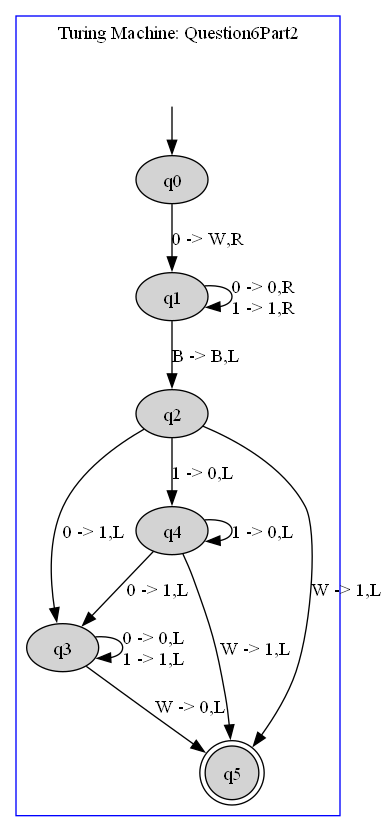 Turing Machine: Question6Part2
q0
0 -> W,R
q1
0 -> 0,R
1 -> 1,R
B -> B,L
q2
1 -> 0,L
0 -> 1,L
q4
1 -> 0,L
0 -> 1,L
W -> 1,L
q3
0 -> 0,L
1 -> 1,L
W -> 1,L
W -> 0,L
q5